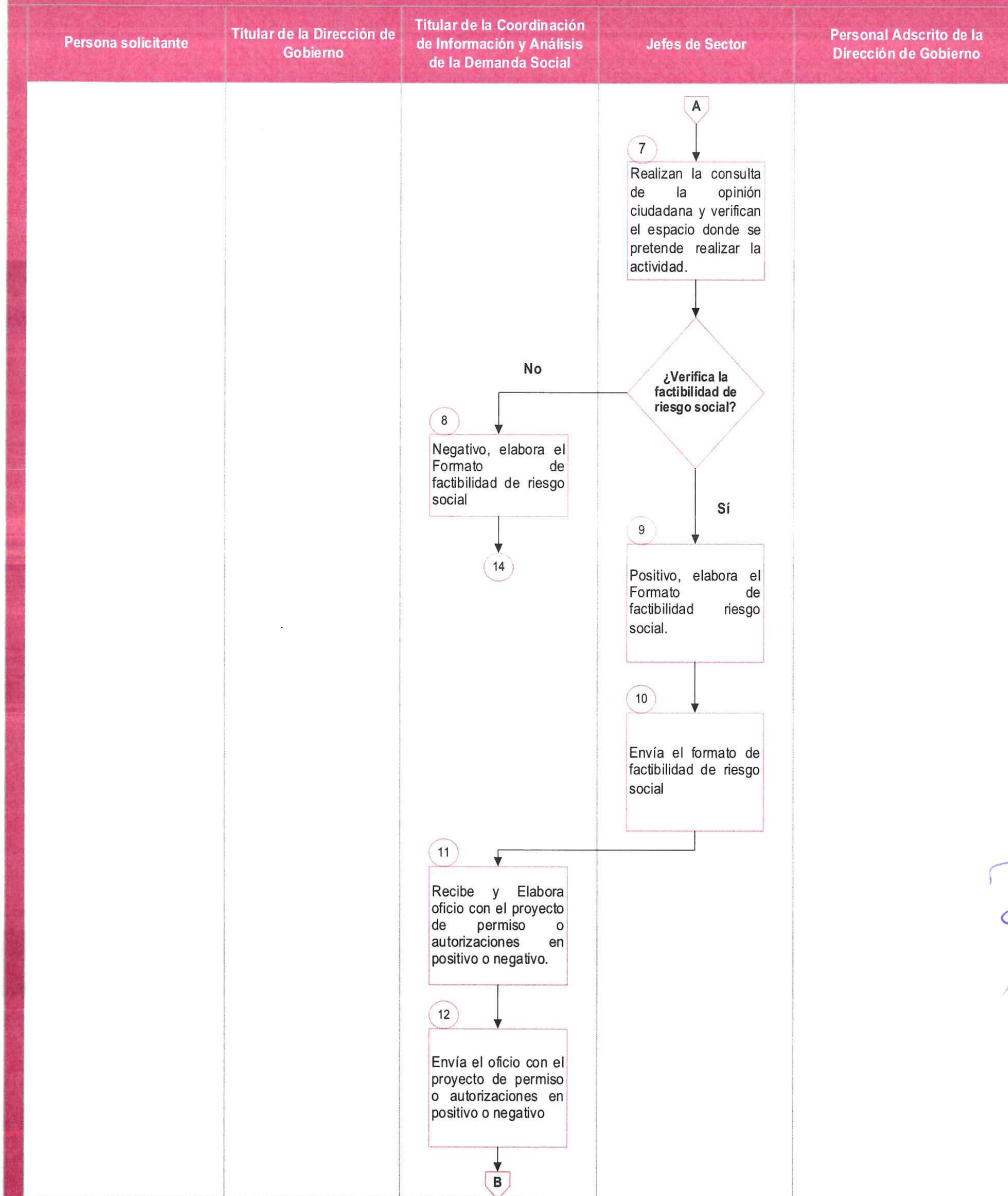 Persona solicitante
Titular de la Dirección de
Gobierno
Titular de la Coordinación
de Información y Análisis
de la Demanda Social
Jefes de Sector
Personal Adscrito de la
Dirección de Gobierno
A
7
Realizan la consulta
de la opinión
ciudadana y verifican
el espacio donde se
pretende realizar la
actividad.
¿Verifica la
factibilidad de
riesgo social?
No
8
Negativo, elabora el
Formato de
factibilidad de riesgo
social
14
Sí
9
Positivo, elabora el
Formato de
factibilidad riesgo
social.
10
Envía el formato de
factibilidad de riesgo
social
11
Recibe y Elabora
oficio con el proyecto
de permiso o
autorizaciones en
positivo o negativo.
12
Envía el oficio con el
proyecto de permiso
o autorizaciones en
positivo o negativo
B